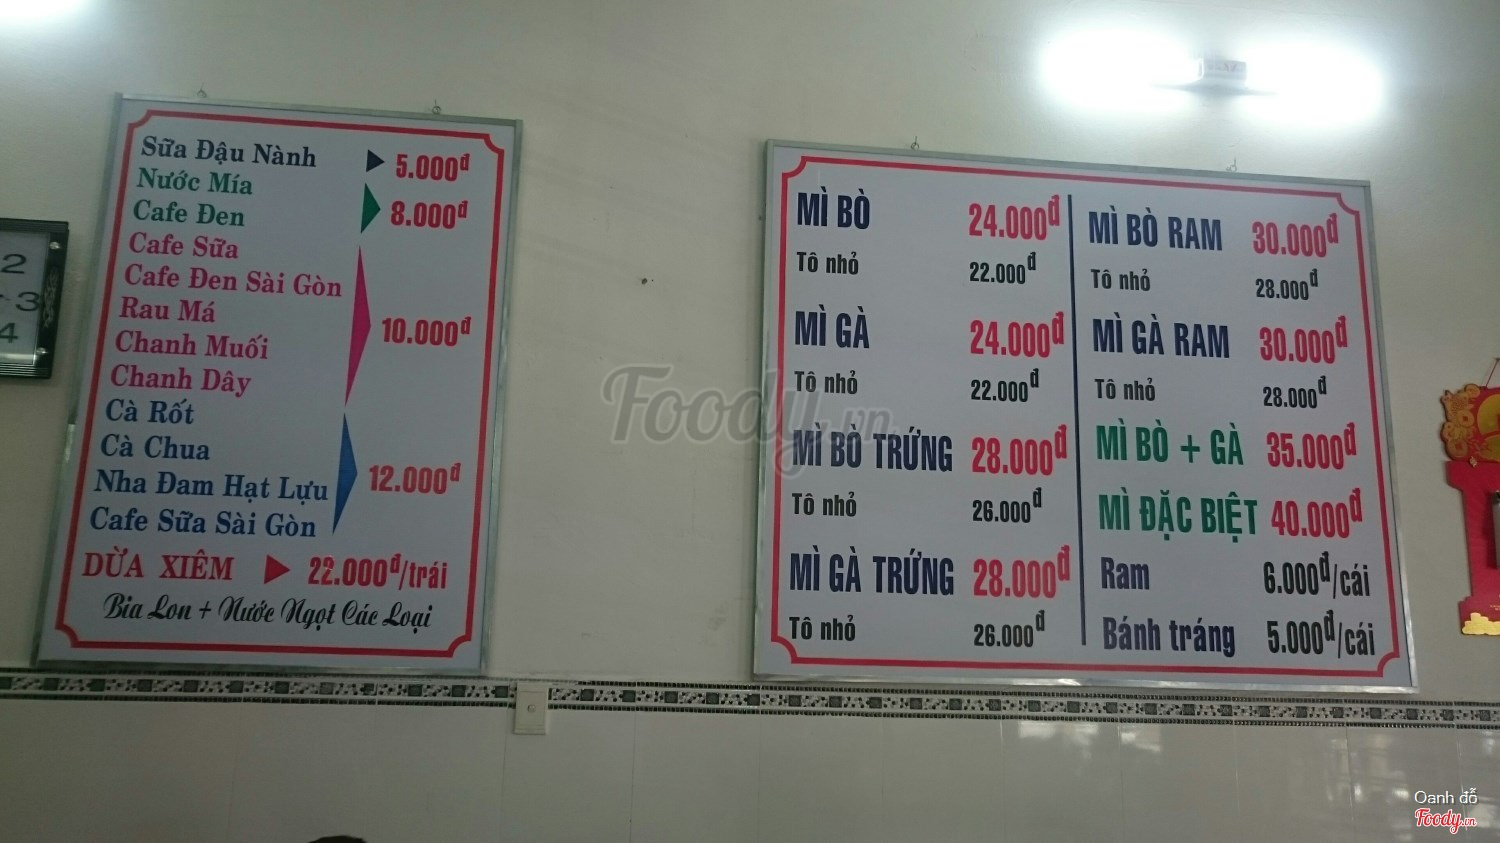 Sữa Đậu Nành
5.000đ
Nước Mía
Cafe Đen
8.000đ
Cafe Sữa
Cafe Đen Sài Gòn
Rau Má
Chanh Muối
Chanh Dây
10.000đ
Cà Rốt
Cà Chua
Nha Đam Hạt Lựu
Cafe Sữa Sài Gòn
12.000đ
DỪA XIÊM 22.000đ/trái
Bia Lon + Nước Ngọt Các Loại
MÌ BÒ 24.000đ
Tô nhỏ 22.000đ
MÌ GÀ 24.000đ
Tô nhỏ 22.000đ
MÌ BÒ TRỨNG 28.000đ
Tô nhỏ 26.000đ
MÌ GÀ TRỨNG 28.000đ
Tô nhỏ 26.000đ
MÌ BÒ RAM 30.000đ
Tô nhỏ 28.000đ
MÌ GÀ RAM 30.000đ
Tô nhỏ 28.000đ
MÌ BÒ + GÀ 35.000đ
MÌ ĐẶC BIỆT 40.000đ
Ram 6.000đ/cái
Bánh tráng 5.000đ/cái
2
3
4
Foody.vn
Oanh đỗ
Foody.vn